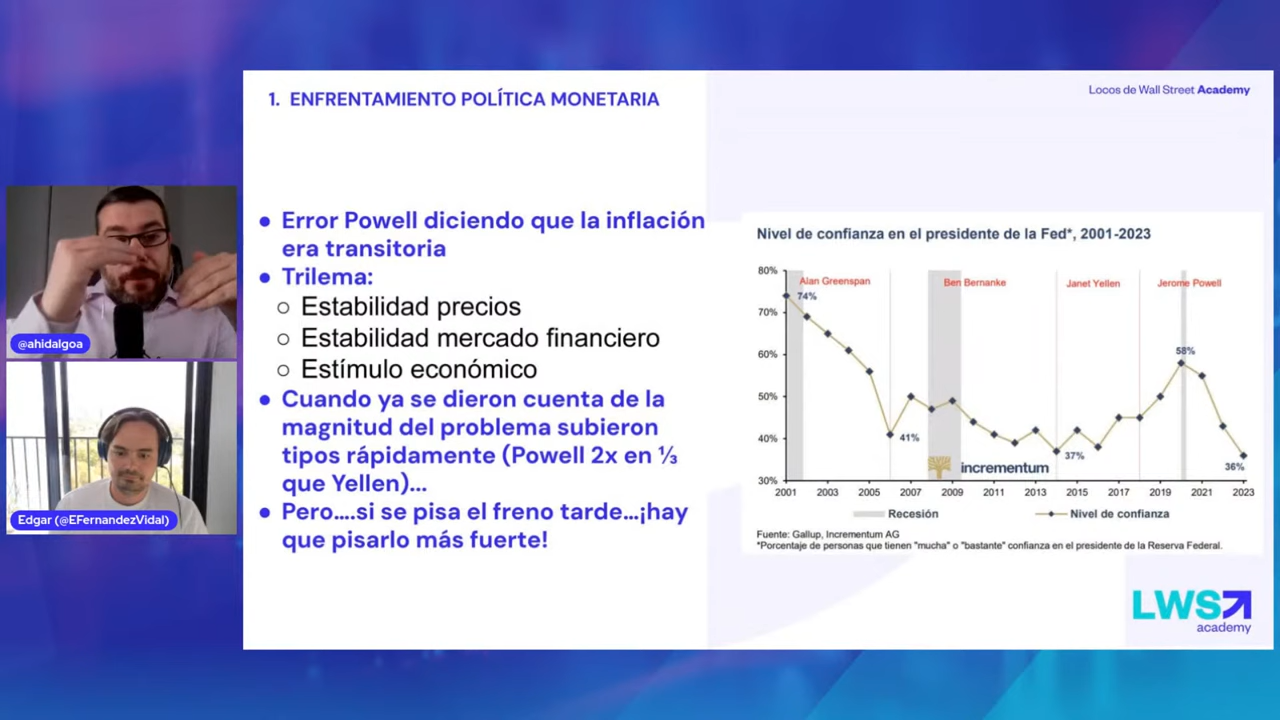 1. ENFRENTAMIENTO POLÍTICA MONETARIA
Locos de Wall Street Academy
● Error Powell diciendo que la inflación
era transitoria
● Trilema:
○ Estabilidad precios
○ Estabilidad mercado financiero
○ Estímulo económico
● Cuando ya se dieron cuenta de la
magnitud del problema subieron
tipos rápidamente (Powell 2x en ⅓
que Yellen)...
● Pero....si se pisa el freno tarde...¡hay
que pisarlo más fuerte!
Nivel de confianza en el presidente de la Fed*, 2001-2023
80%
70%
60%
50%
40%
30%
Alan Greenspan
Ben Bernanke
Janet Yellen
Jerome Powell
74%
41%
37%
58%
36%
incrementum
2001 2003 2005 2007 2009 2011 2013 2015 2017 2019 2021 2023
Recesión
Nivel de confianza
Fuente: Gallup, Incrementum AG
*Porcentaje de personas que tienen "mucha" o "bastante" confianza en el presidente de la Reserva Federal.
LWS
academy
@ahidalgoa
Edgar (@EFernandezVidal)